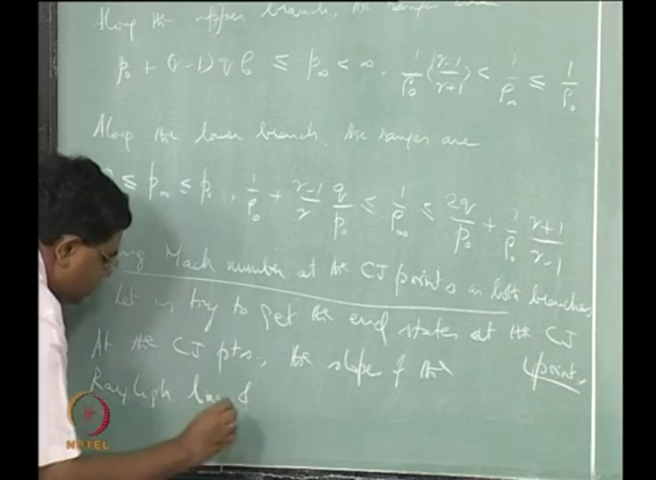 Along the upper branch, the ranges are
p₀ + (γ-1) q ρ₀ ≤ p∞ < ∞, 1/ρ₀ (γ-1/γ+1) < 1/ρ∞ ≤ 1/ρ₀
Along the lower branch, the ranges are
≤ p∞ ≤ p₀, 1/ρ₀ + γ-1/γ q/p₀ ≤ 1/ρ∞ ≤ 2q/p₀ + 1/ρ₀ γ+1/γ-1
Mach number at the CJ points on both branches
Let us try to get the end states at the CJ points,
At the CJ pts., the slope of the
Rayligh line &
NPTEL